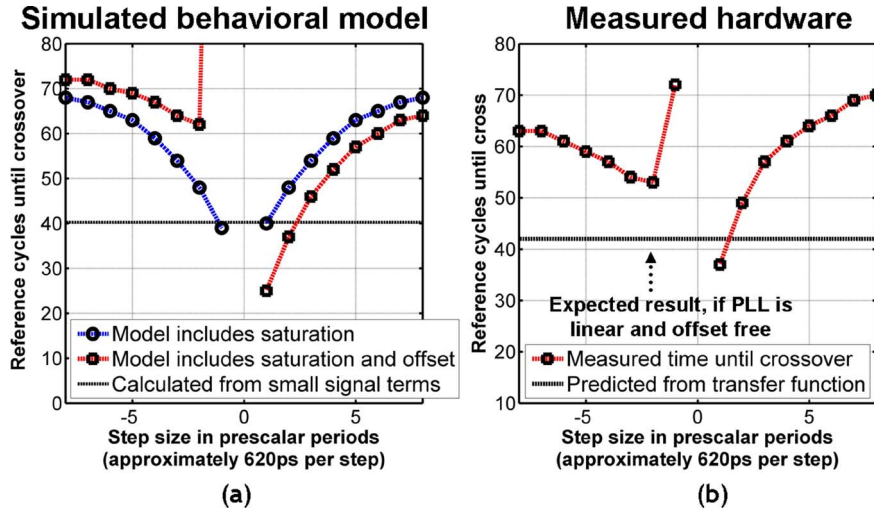 Simulated behavioral model
Reference cycles until crossover
80
70
60
50
40
30
20
10
0
Model includes saturation
Model includes saturation and offset
Calculated from small signal terms
-5
0
5
Step size in prescalar periods
(approximately 620ps per step)
(a)
Measured hardware
Reference cycles until cross
80
70
60
50
40
30
20
10
Expected result, if PLL is
linear and offset free
Measured time until crossover
Predicted from transfer function
-5
0
5
Step size in prescalar periods
(approximately 620ps per step)
(b)